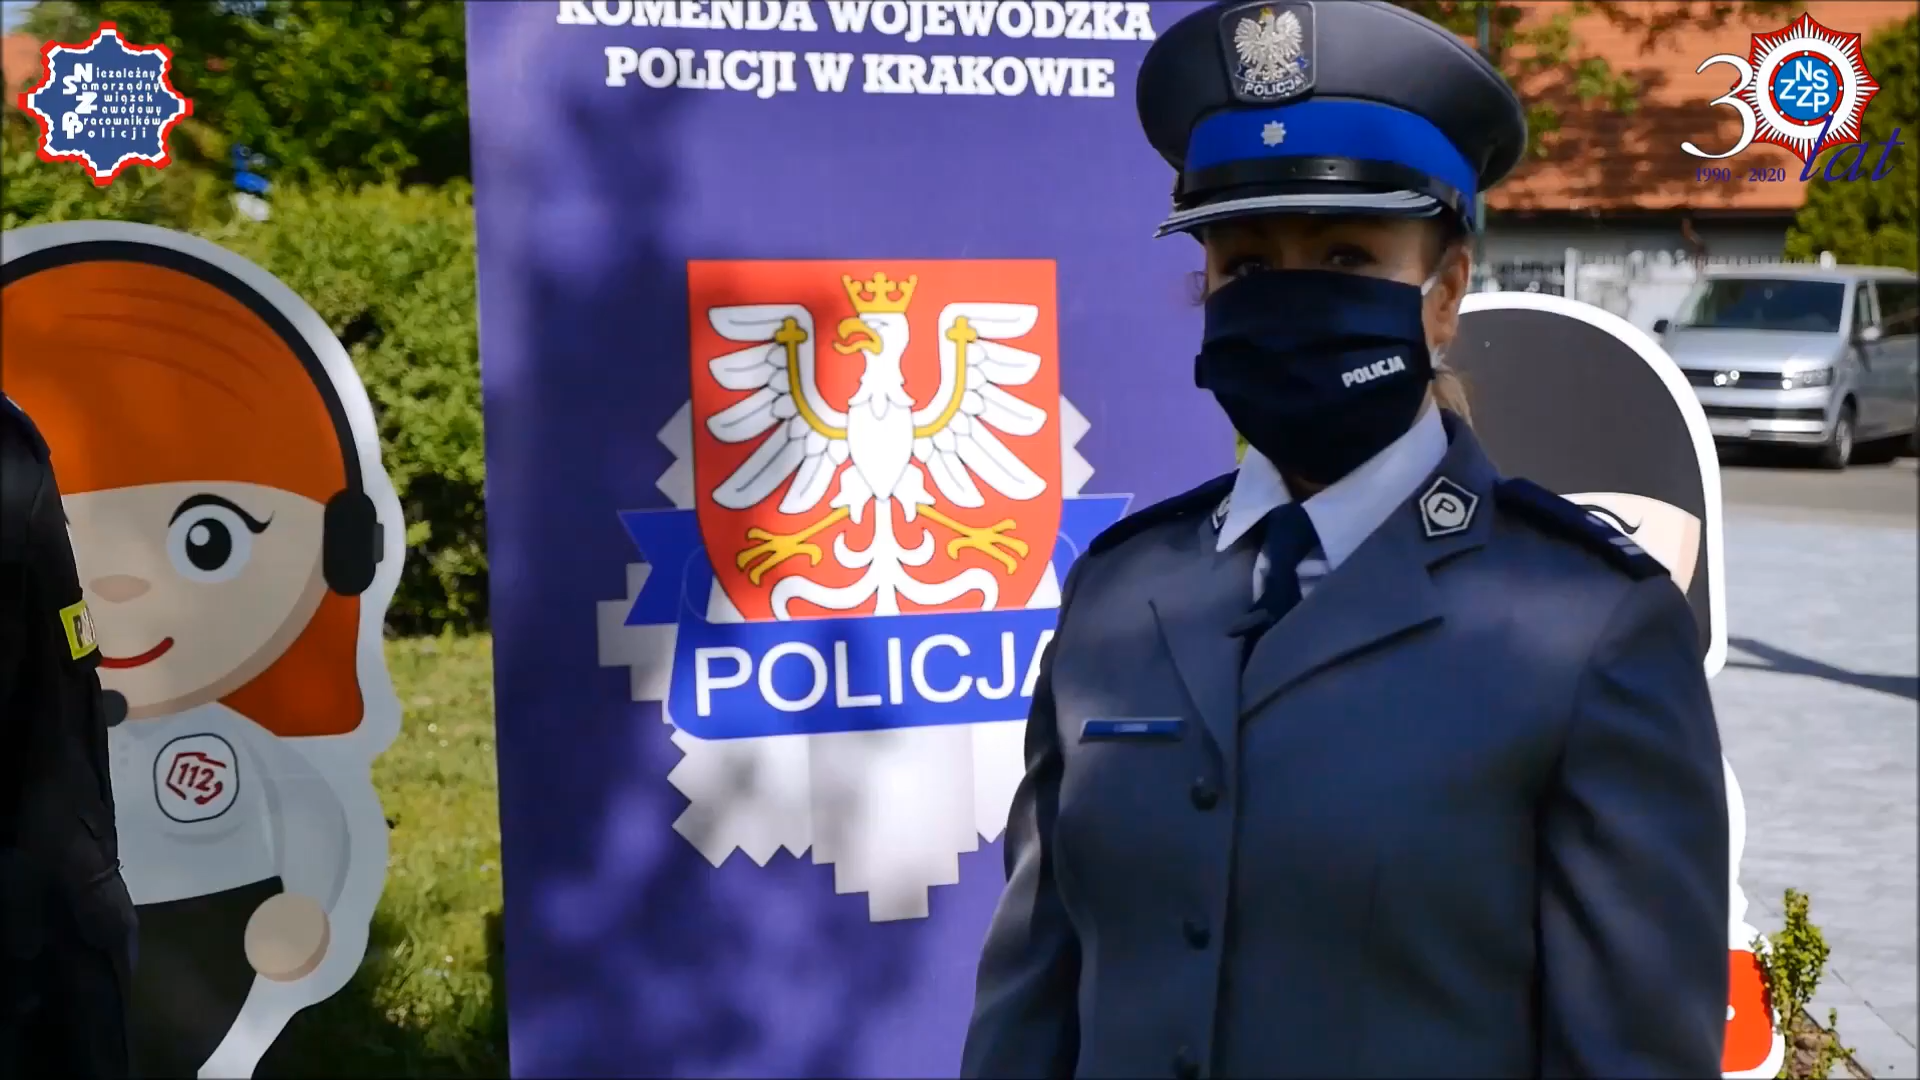 KOMENDA WOJEWÓDZKA
POLICJI W KRAKOWIE
Niezależny
Samorządny
Związek
Zawodowy
Pracowników
Policji
30 lat
NSZZP
1990 - 2020
POLICJA
POLICJA
P
POLICJA
112